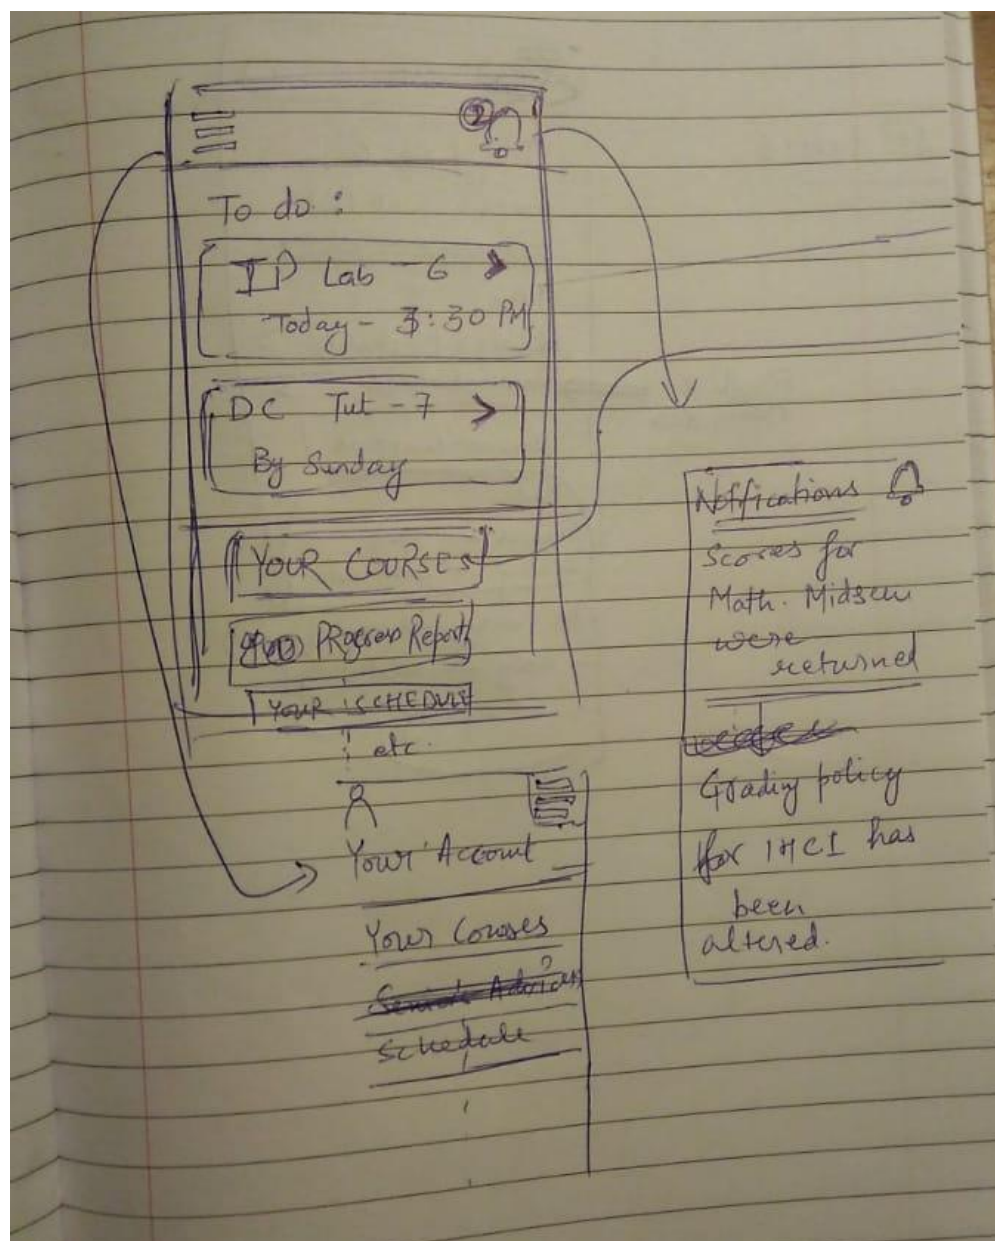 2
To do :
IP Lab - 6 >
Today - 3:30 PM
DC Tut - 7 >
By Sunday
YOUR COURSES
PRogress Report
YOUR SCHEDULE
etc.
Your Account
Your Courses
Schedule
Notifications
Scores for
Math. Midsem
were
returned
Grading policy
for IHCI has
been
altered.